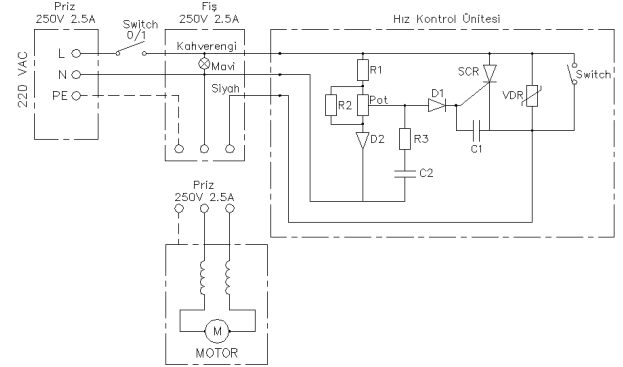 Priz
250V 2.5A
Fiş
250V 2.5A
Hız Kontrol Ünitesi
Switch
0/1
220 VAC
L
N
PE
Kahverengi
Mavi
Siyah
R1
R2
Pot
D2
R3
C2
D1
SCR
C1
VDR
Switch
Priz
250V 2.5A
M
MOTOR